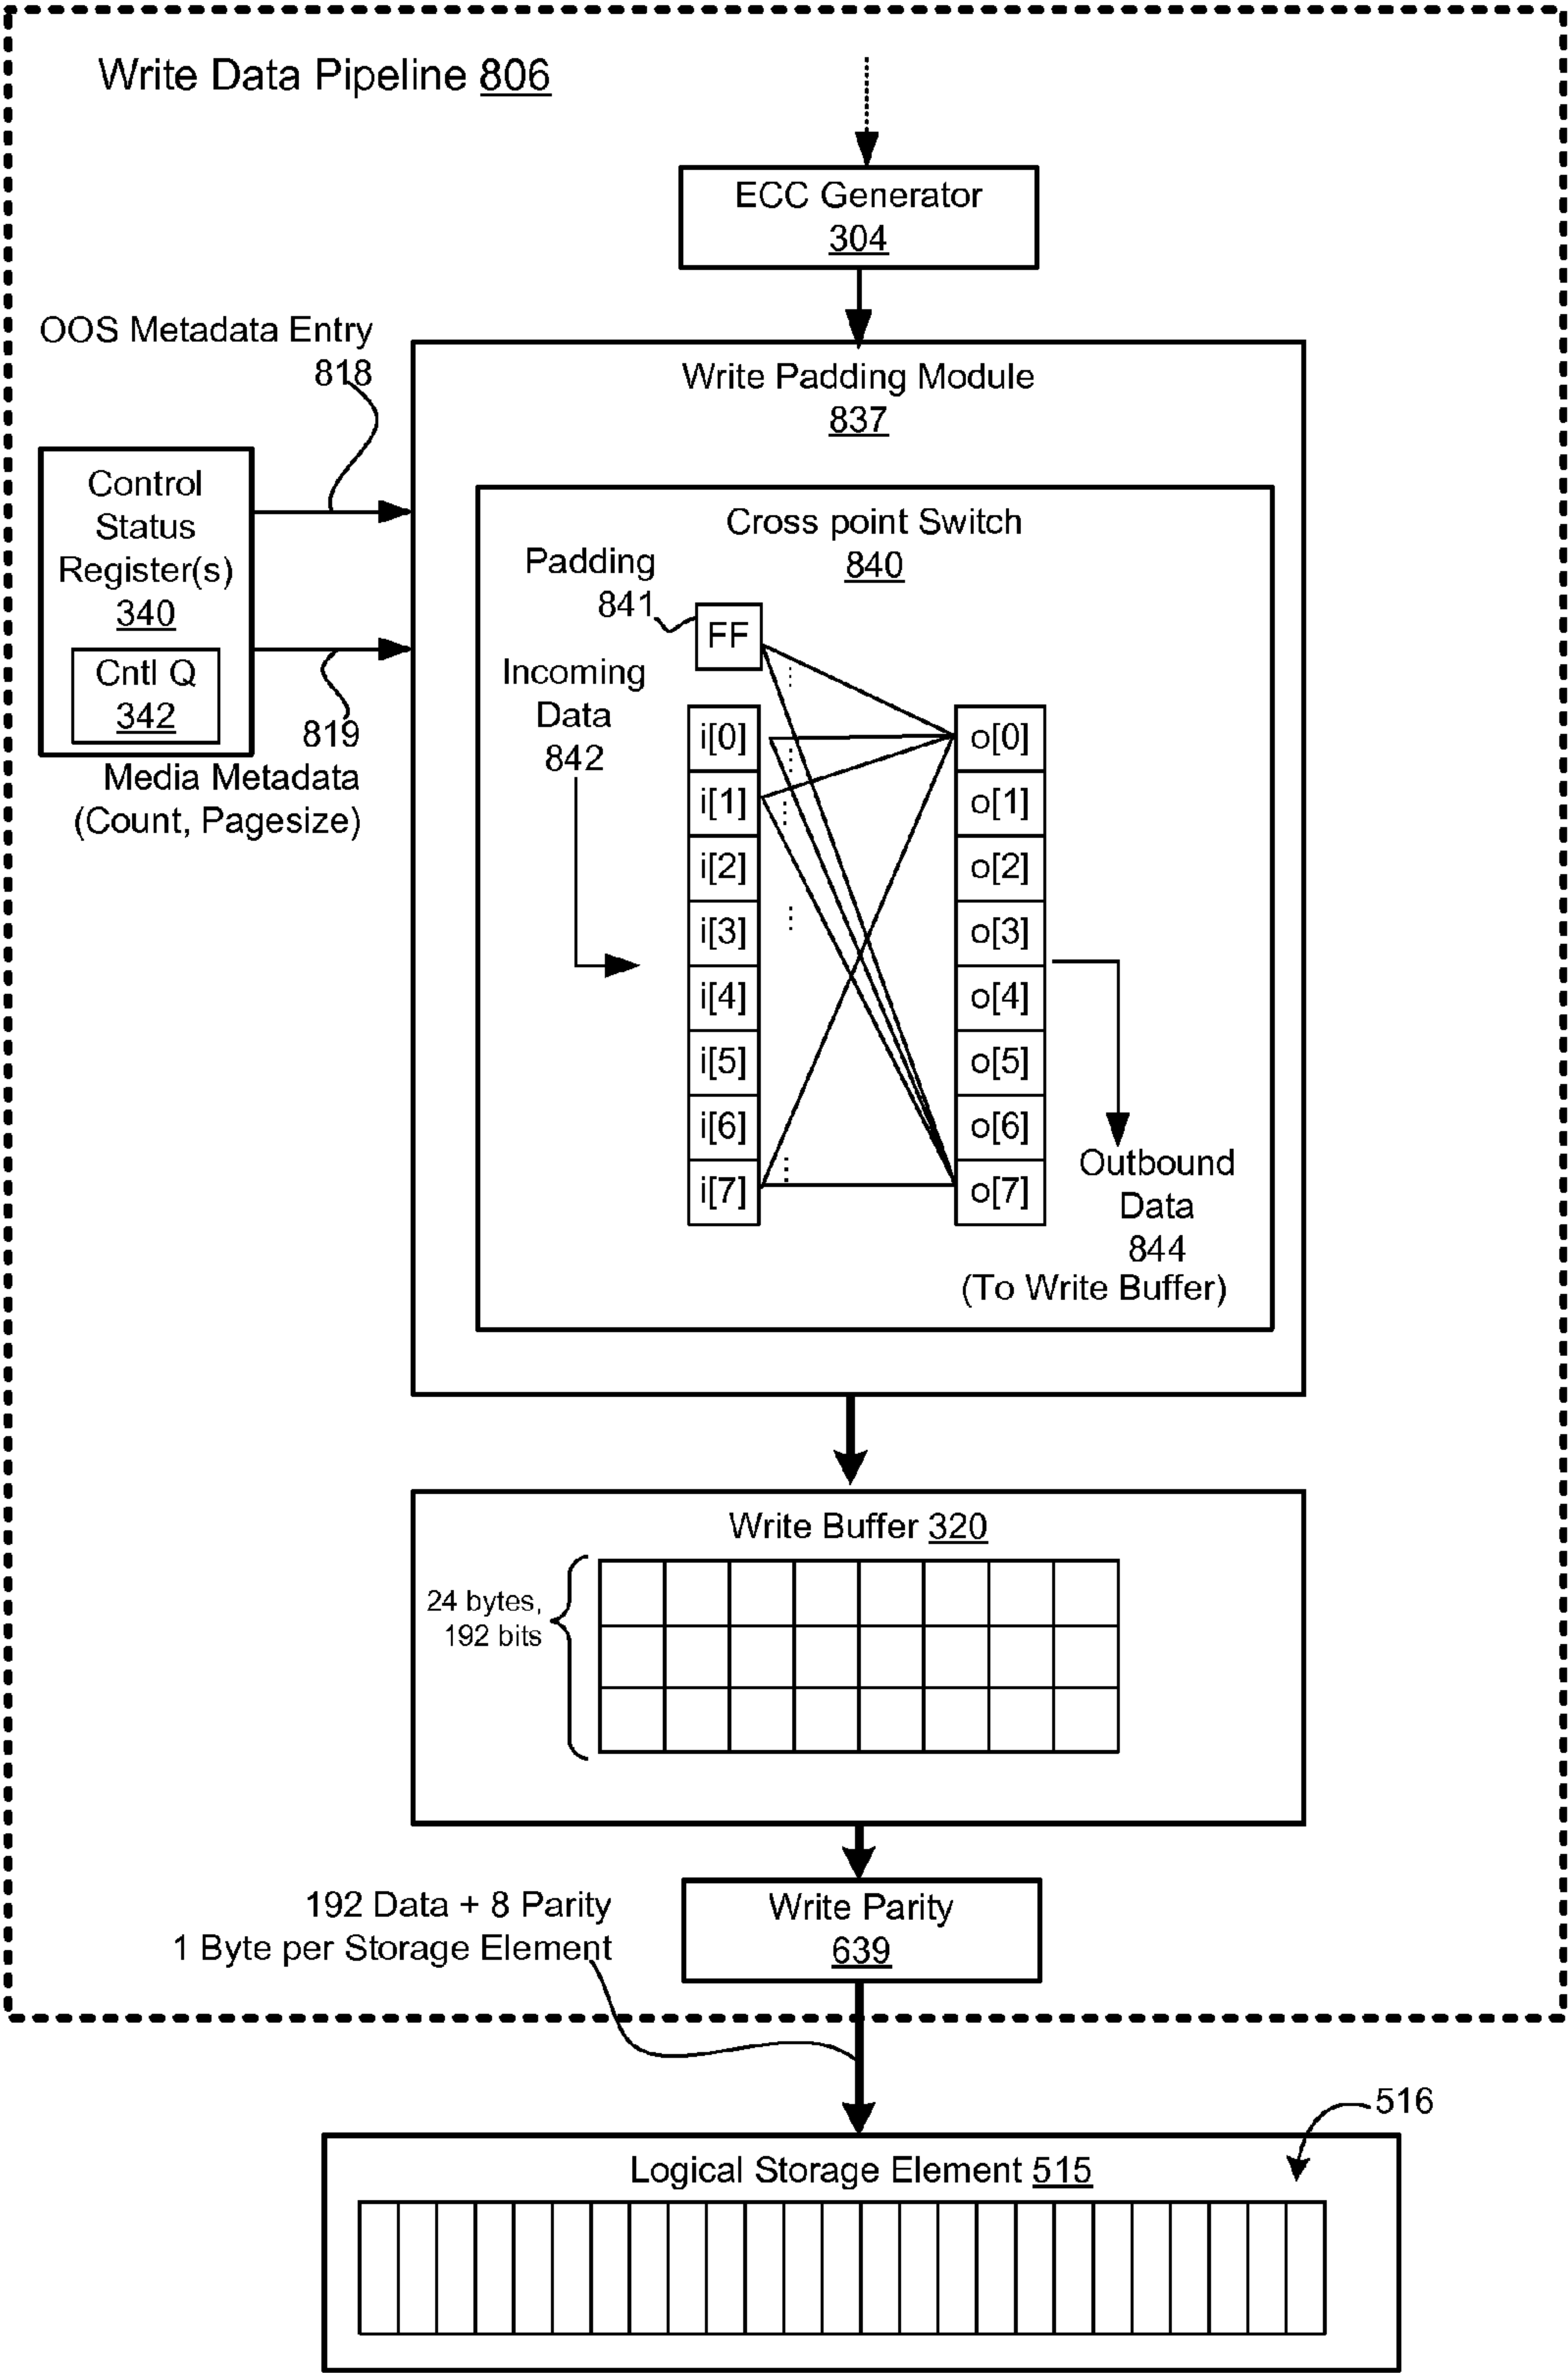 Write Data Pipeline 806
ECC Generator
304
OOS Metadata Entry
818
Write Padding Module
837
Control
Status
Register(s)
340
Cntl Q
342
819
Media Metadata
(Count, Pagesize)
Cross point Switch
840
Padding
841
FF
Incoming
Data
842
i[0]
i[1]
i[2]
i[3]
i[4]
i[5]
i[6]
i[7]
o[0]
o[1]
o[2]
o[3]
o[4]
o[5]
o[6]
o[7]
Outbound
Data
844
(To Write Buffer)
Write Buffer 320
24 bytes,
192 bits
192 Data + 8 Parity
1 Byte per Storage Element
Write Parity
639
516
Logical Storage Element 515